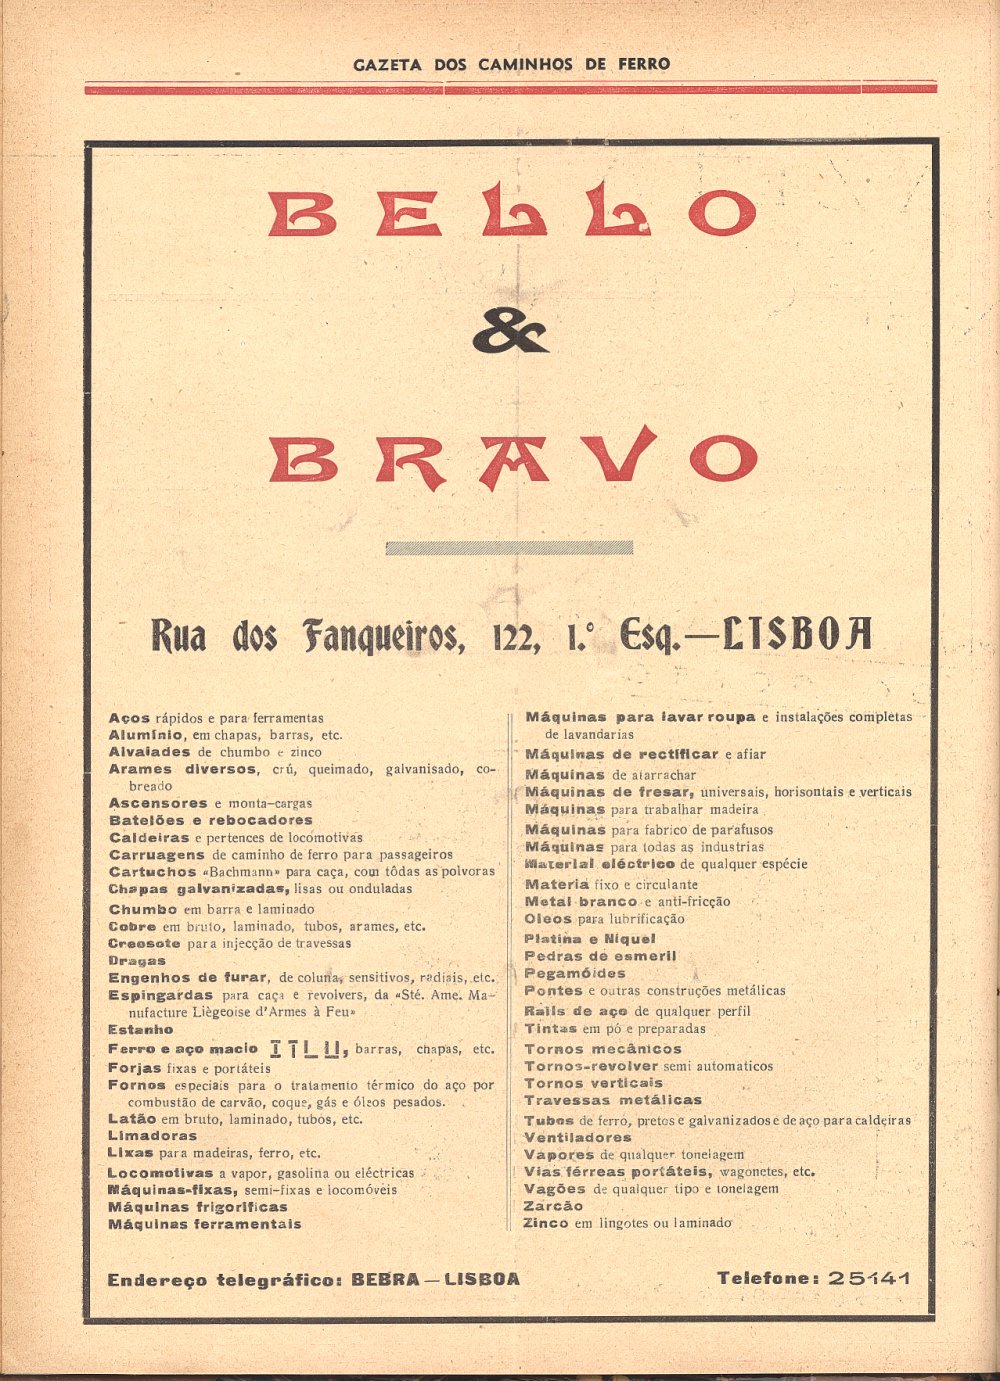 GAZETA DOS CAMINHOS DE FERRO
BELLO
&
BRAVO
Rua dos Fanqueiros, 122, 1.º Esq.—LISBOA
Aços rápidos e para ferramentas
Alumínio, em chapas, barras, etc.
Alvaiades de chumbo e zinco
Arames diversos, crú, queimado, galvanisado, co-
breado
Ascensores e monta-cargas
Batelões e rebocadores
Caldeiras e pertences de locomotivas
Carruagens de caminho de ferro para passageiros
Cartuchos «Bachmann» para caça, com tôdas as polvoras
Chapas galvanizadas, lisas ou onduladas
Chumbo em barra e laminado
Cobre em bruto, laminado, tubos, arames, etc.
Creosote para injecção de travessas
Dragas
Engenhos de furar, de coluna, sensitivos, radiais, etc.
Espingardas para caça e revolvers, da «Sté. Ame. Ma-
nufacture Liègeoise d'Armes à Feu»
Estanho
Ferro e aço macio I T L U, barras, chapas, etc.
Forjas fixas e portáteis
Fornos especiais para o tratamento térmico do aço por
combustão de carvão, coque, gás e óleos pesados.
Latão em bruto, laminado, tubos, etc.
Limadoras
Lixas para madeiras, ferro, etc.
Locomotivas a vapor, gasolina ou eléctricas
Máquinas-fixas, semi-fixas e locomóveis
Máquinas frigoríficas
Máquinas ferramentais
Máquinas para lavar roupa e instalações completas
de lavandarias
Máquinas de rectificar e afiar
Máquinas de atarrachar
Máquinas de fresar, universais, horisontais e verticais
Máquinas para trabalhar madeira
Máquinas para fabrico de parafusos
Máquinas para todas as industrias
Material eléctrico de qualquer espécie
Materia fixo e circulante
Metal branco e anti-fricção
Oleos para lubrificação
Platina e Niquel
Pedras de esmeril
Pegamóides
Pontes e outras construções metálicas
Rails de aço de qualquer perfil
Tintas em pó e preparadas
Tornos mecânicos
Tornos-revolver semi automaticos
Tornos verticais
Travessas metálicas
Tubos de ferro, pretos e galvanizados e de aço para caldeiras
Ventiladores
Vapores de qualquer tonelagem
Vias férreas portáteis, wagonetes, etc.
Vagões de qualquer tipo e tonelagem
Zarcão
Zinco em lingotes ou laminado
Endereço telegráfico: BEBRA—LISBOA
Telefone: 25141